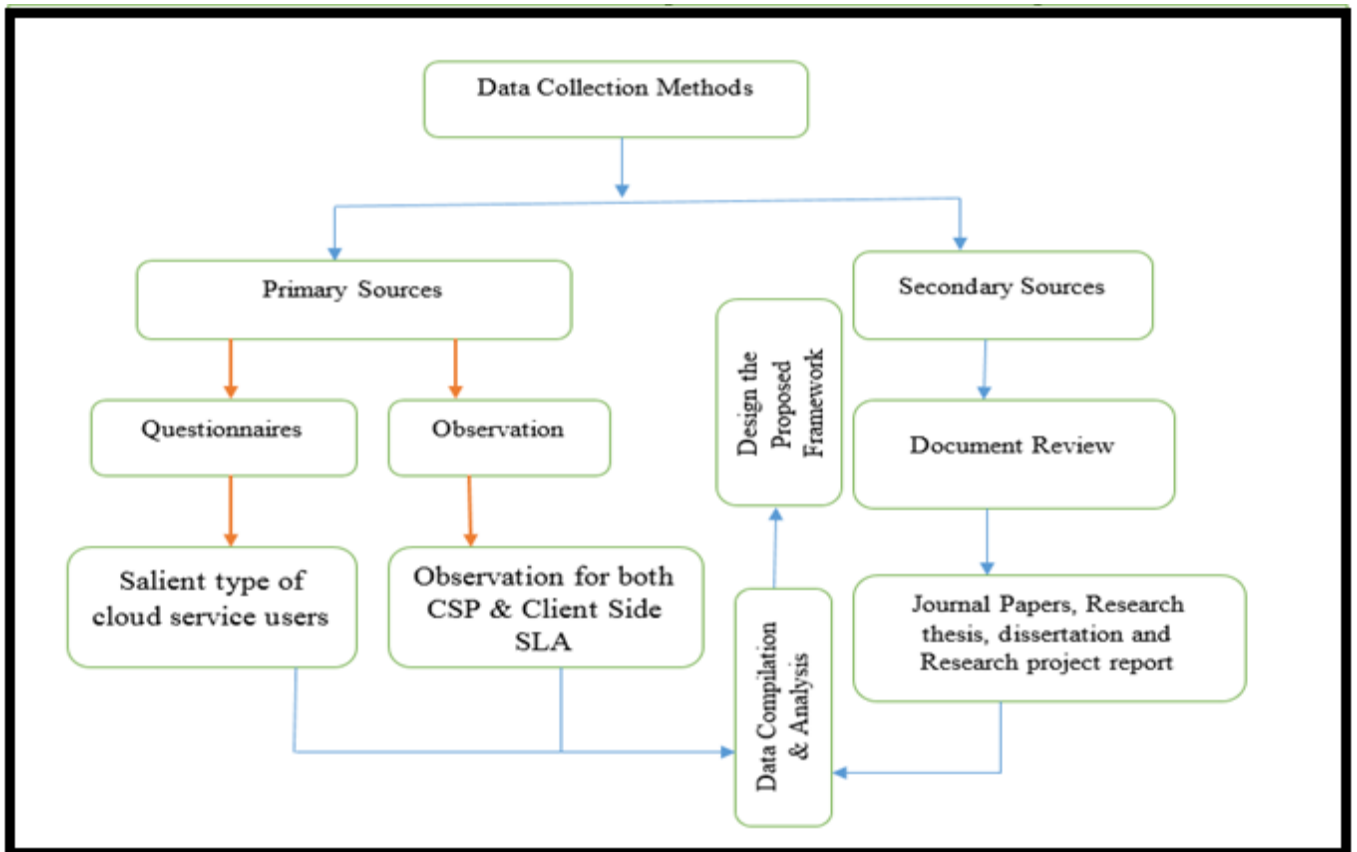 Data Collection Methods
Primary Sources
Secondary Sources
Questionnaires
Observation
Design the
Proposed
Framework
Document Review
Salient type of
cloud service users
Observation for both
CSP & Client Side
SLA
Data Compilation
& Analysis
Journal Papers, Research
thesis, dissertation and
Research project report